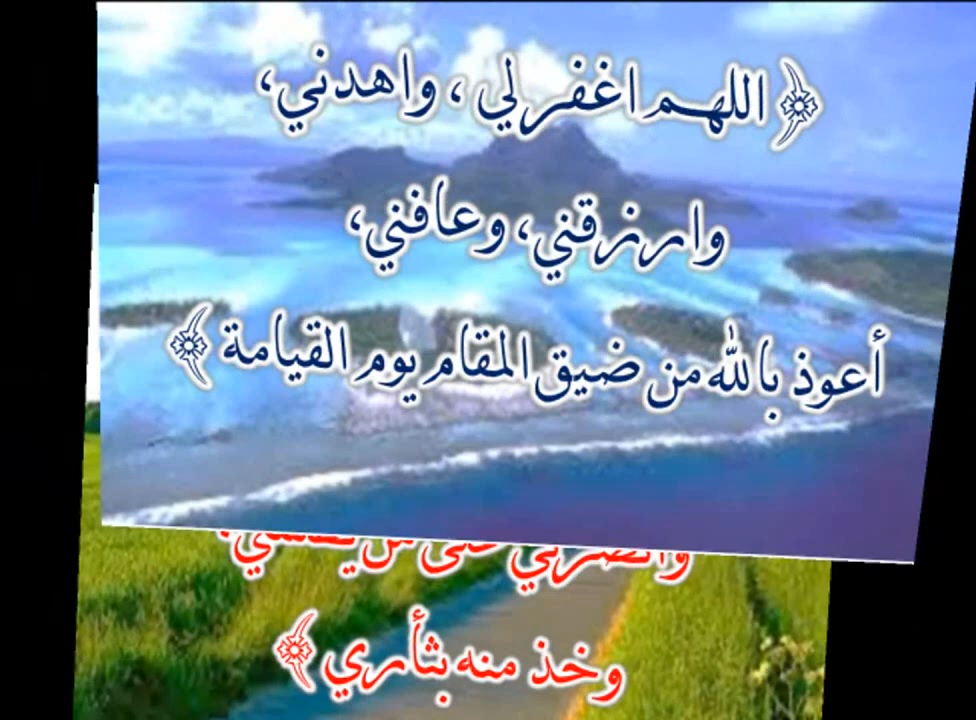 ﴿ اللهم اغفر لي ، واهدني،
وارزقني، وعافني،
أعوذ بالله من ضيق المقام يوم القيامة ﴾
وخذ منه بثأري ﴾